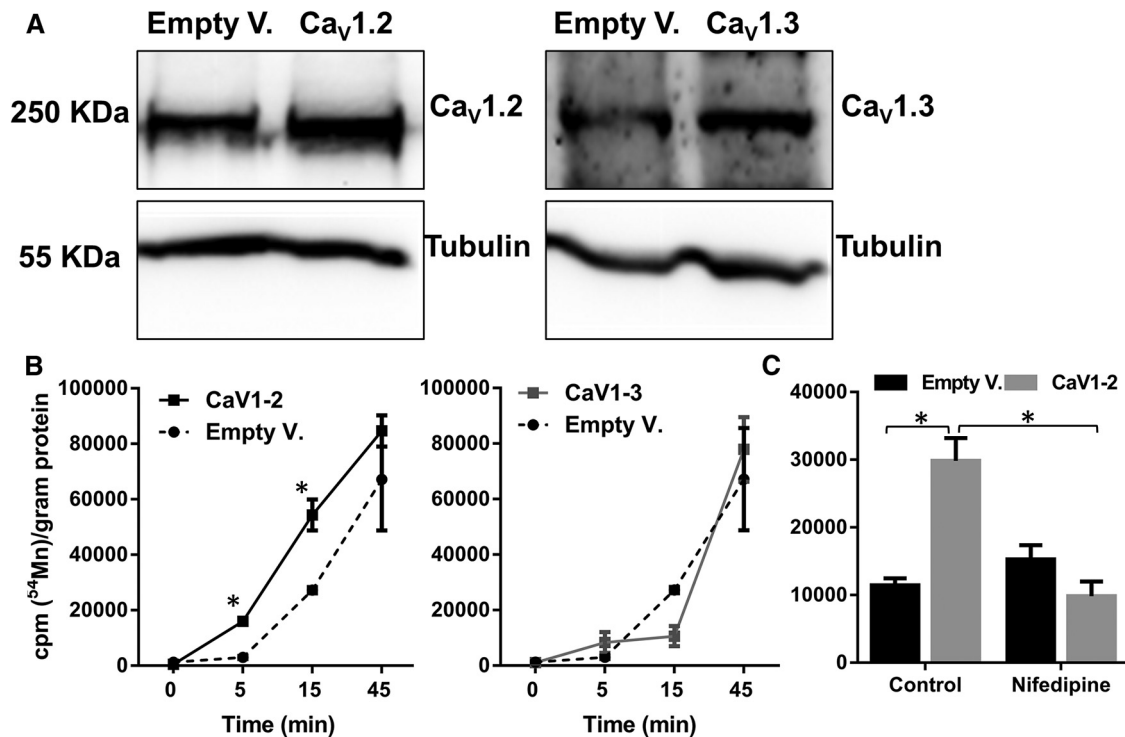 A
Empty V. CaV1.2
Empty V. CaV1.3
250 KDa
CaV1.2
CaV1.3
55 KDa
Tubulin
Tubulin
B
cpm (54Mn)/gram protein
100000
80000
60000
40000
20000
0
CaV1-2
Empty V.
*
*
0 5 15 45
Time (min)
100000
80000
60000
40000
20000
0
CaV1-3
Empty V.
0 5 15 45
Time (min)
C
Empty V. CaV1-2
40000
30000
20000
10000
0
* *
Control Nifedipine